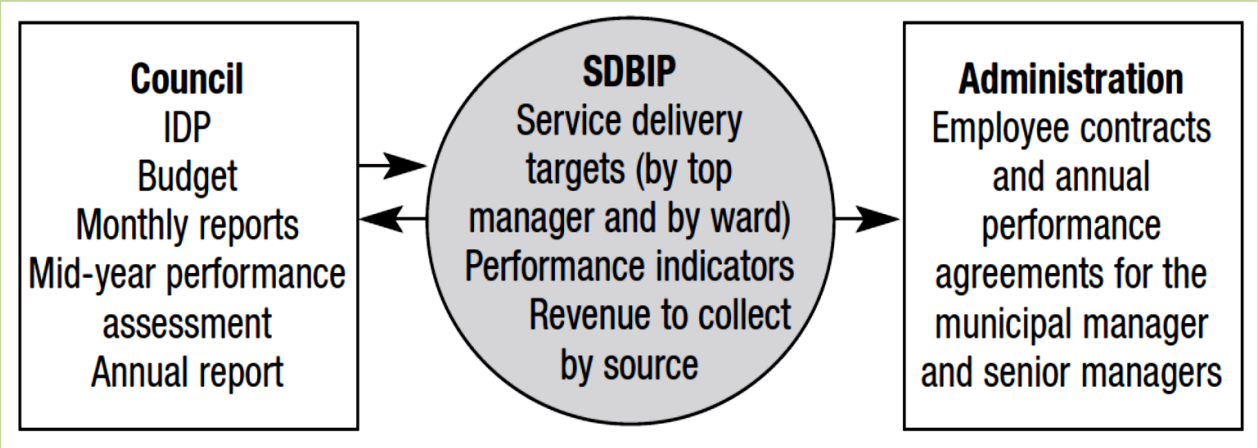 Council
IDP
Budget
Monthly reports
Mid-year performance
assessment
Annual report
SDBIP
Service delivery
targets (by top
manager and by ward)
Performance indicators
Revenue to collect
by source
Administration
Employee contracts
and annual
performance
agreements for the
municipal manager
and senior managers